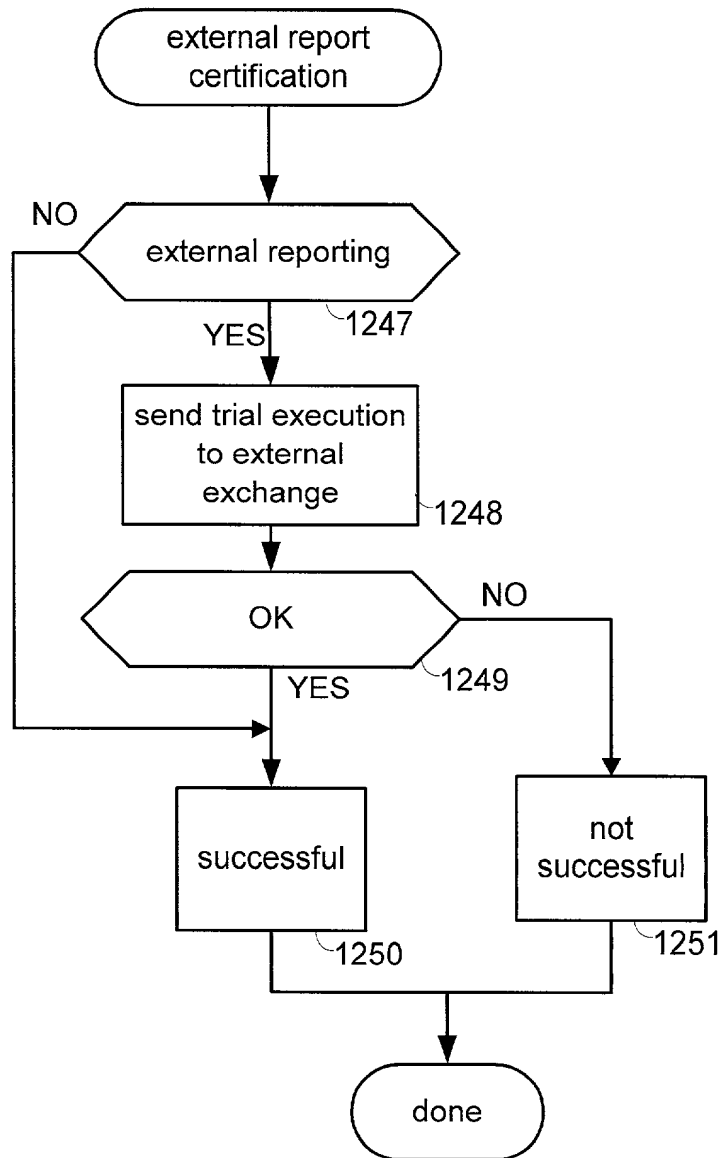 external report
certification
NO
external reporting
1247
YES
send trial execution
to external
exchange
1248
OK
NO
1249
YES
successful
1250
not
successful
1251
done